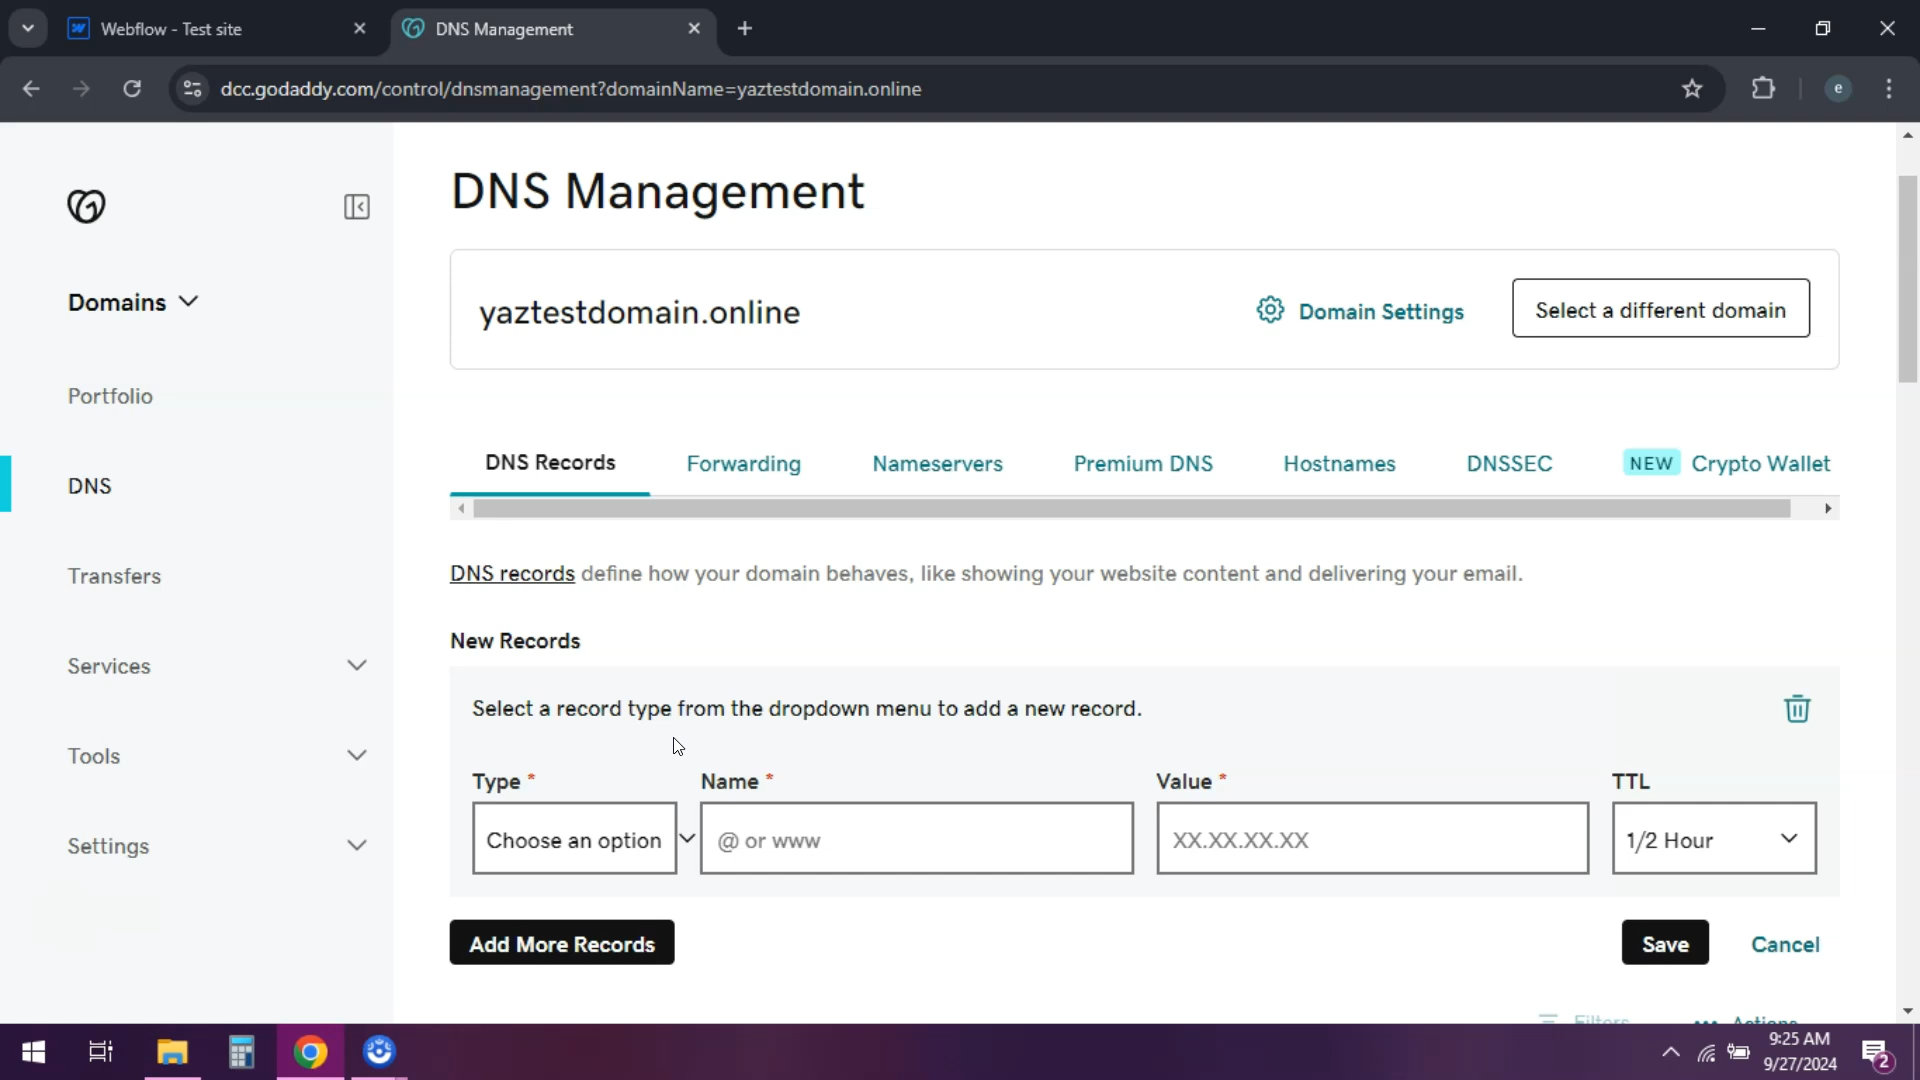 Webflow - Test site
DNS Management
dcc.godaddy.com/control/dnsmanagement?domainName=yaztestdomain.online
e
DNS Management
yaztestdomain.online
Domain Settings
Select a different domain
Domains
Portfolio
DNS
Transfers
Services
Tools
Settings
DNS Records
Forwarding
Nameservers
Premium DNS
Hostnames
DNSSEC
NEW Crypto Wallet
DNS records define how your domain behaves, like showing your website content and delivering your email.
New Records
Select a record type from the dropdown menu to add a new record.
Type *
Name *
Value *
TTL
Choose an option
@ or www
XX.XX.XX.XX
1/2 Hour
Add More Records
Save
Cancel
Filters
Actions
9:25 AM
9/27/2024
2